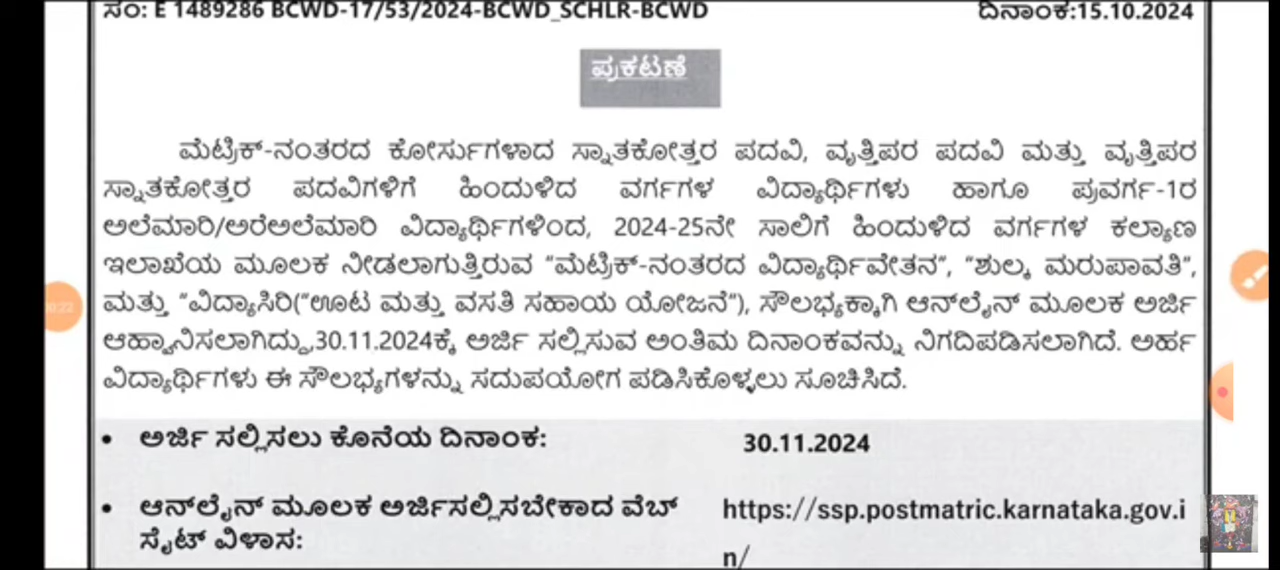 ಸಂ: E 1489286 BCWD-17/53/2024-BCWD_SCHLR-BCWD ದಿನಾಂಕ:15.10.2024
ಪ್ರಕಟಣೆ
ಮೆಟ್ರಿಕ್-ನಂತರದ ಕೋರ್ಸುಗಳಾದ ಸ್ನಾತಕೋತ್ತರ ಪದವಿ, ವೃತ್ತಿಪರ ಪದವಿ ಮತ್ತು ವೃತ್ತಿಪರ
ಸ್ನಾತಕೋತ್ತರ ಪದವಿಗಳಿಗೆ ಹಿಂದುಳಿದ ವರ್ಗಗಳ ವಿದ್ಯಾರ್ಥಿಗಳು ಹಾಗೂ ಪ್ರವರ್ಗ-1ರ
ಅಲೆಮಾರಿ/ಅರೆಅಲೆಮಾರಿ ವಿದ್ಯಾರ್ಥಿಗಳಿಂದ, 2024-25ನೇ ಸಾಲಿಗೆ ಹಿಂದುಳಿದ ವರ್ಗಗಳ ಕಲ್ಯಾಣ
ಇಲಾಖೆಯ ಮೂಲಕ ನೀಡಲಾಗುತ್ತಿರುವ "ಮೆಟ್ರಿಕ್-ನಂತರದ ವಿದ್ಯಾರ್ಥಿವೇತನ", "ಶುಲ್ಕ ಮರುಪಾವತಿ",
ಮತ್ತು "ವಿದ್ಯಾಸಿರಿ("ಊಟ ಮತ್ತು ವಸತಿ ಸಹಾಯ ಯೋಜನೆ"), ಸೌಲಭ್ಯಕ್ಕಾಗಿ ಆನ್‌ಲೈನ್ ಮೂಲಕ ಅರ್ಜಿ
ಆಹ್ವಾನಿಸಲಾಗಿದ್ದು,30.11.2024ಕ್ಕೆ ಅರ್ಜಿ ಸಲ್ಲಿಸುವ ಅಂತಿಮ ದಿನಾಂಕವನ್ನು ನಿಗದಿಪಡಿಸಲಾಗಿದೆ. ಅರ್ಹ
ವಿದ್ಯಾರ್ಥಿಗಳು ಈ ಸೌಲಭ್ಯಗಳನ್ನು ಸದುಪಯೋಗ ಪಡಿಸಿಕೊಳ್ಳಲು ಸೂಚಿಸಿದೆ.
• ಅರ್ಜಿ ಸಲ್ಲಿಸಲು ಕೊನೆಯ ದಿನಾಂಕ: 30.11.2024
• ಆನ್‌ಲೈನ್ ಮೂಲಕ ಅರ್ಜಿಸಲ್ಲಿಸಬೇಕಾದ ವೆಬ್ https://ssp.postmatric.karnataka.gov.i
ಸೈಟ್ ವಿಳಾಸ: n/